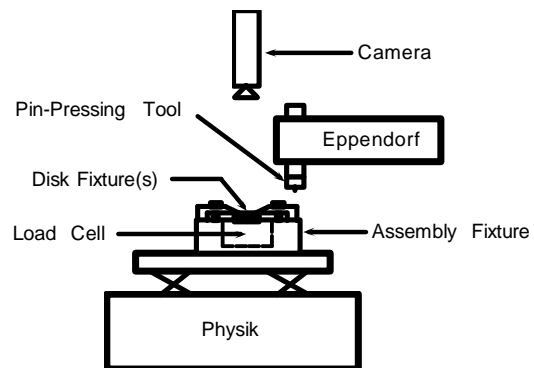 Camera
Pin-Pressing Tool
Eppendorf
Disk Fixture(s)
Load Cell
Assembly Fixture
Physik